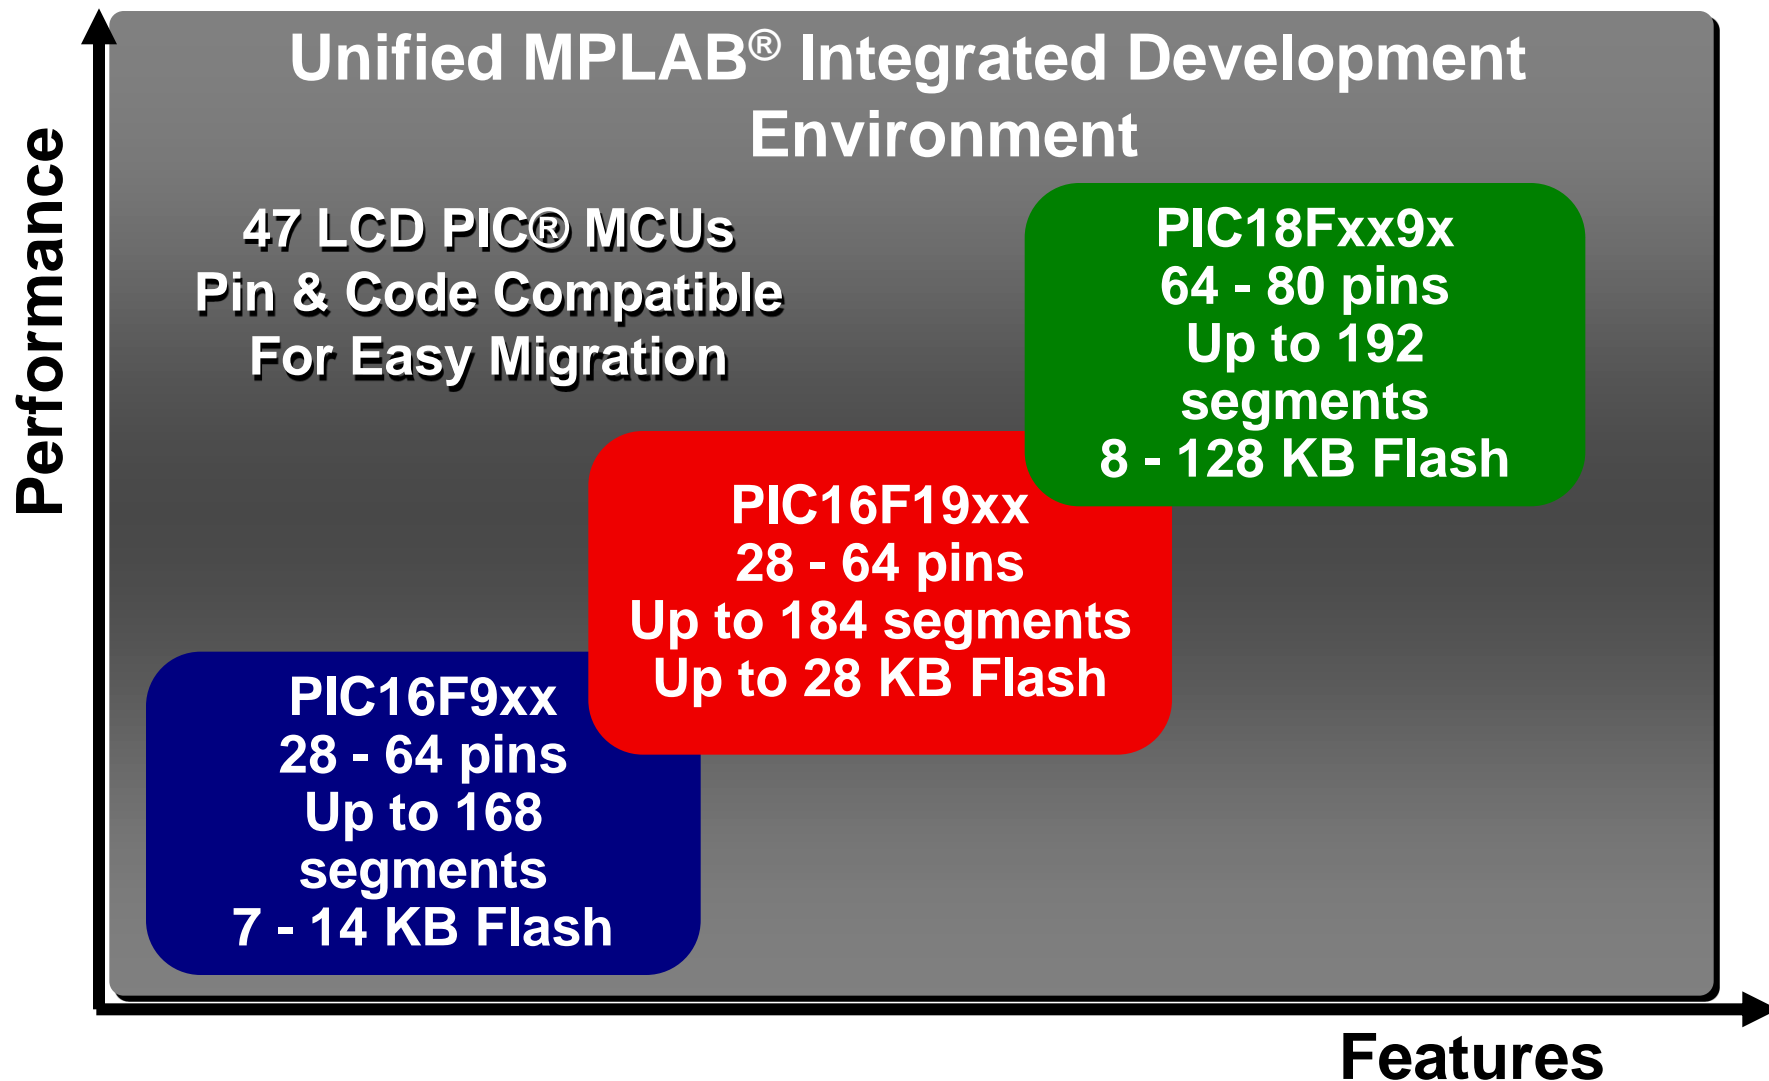 Unified MPLAB® Integrated Development
Environment
Performance
47 LCD PIC® MCUs
Pin & Code Compatible
For Easy Migration
PIC18Fxx9x
64 - 80 pins
Up to 192
segments
8 - 128 KB Flash
PIC16F19xx
28 - 64 pins
Up to 184 segments
Up to 28 KB Flash
PIC16F9xx
28 - 64 pins
Up to 168
segments
7 - 14 KB Flash
Features